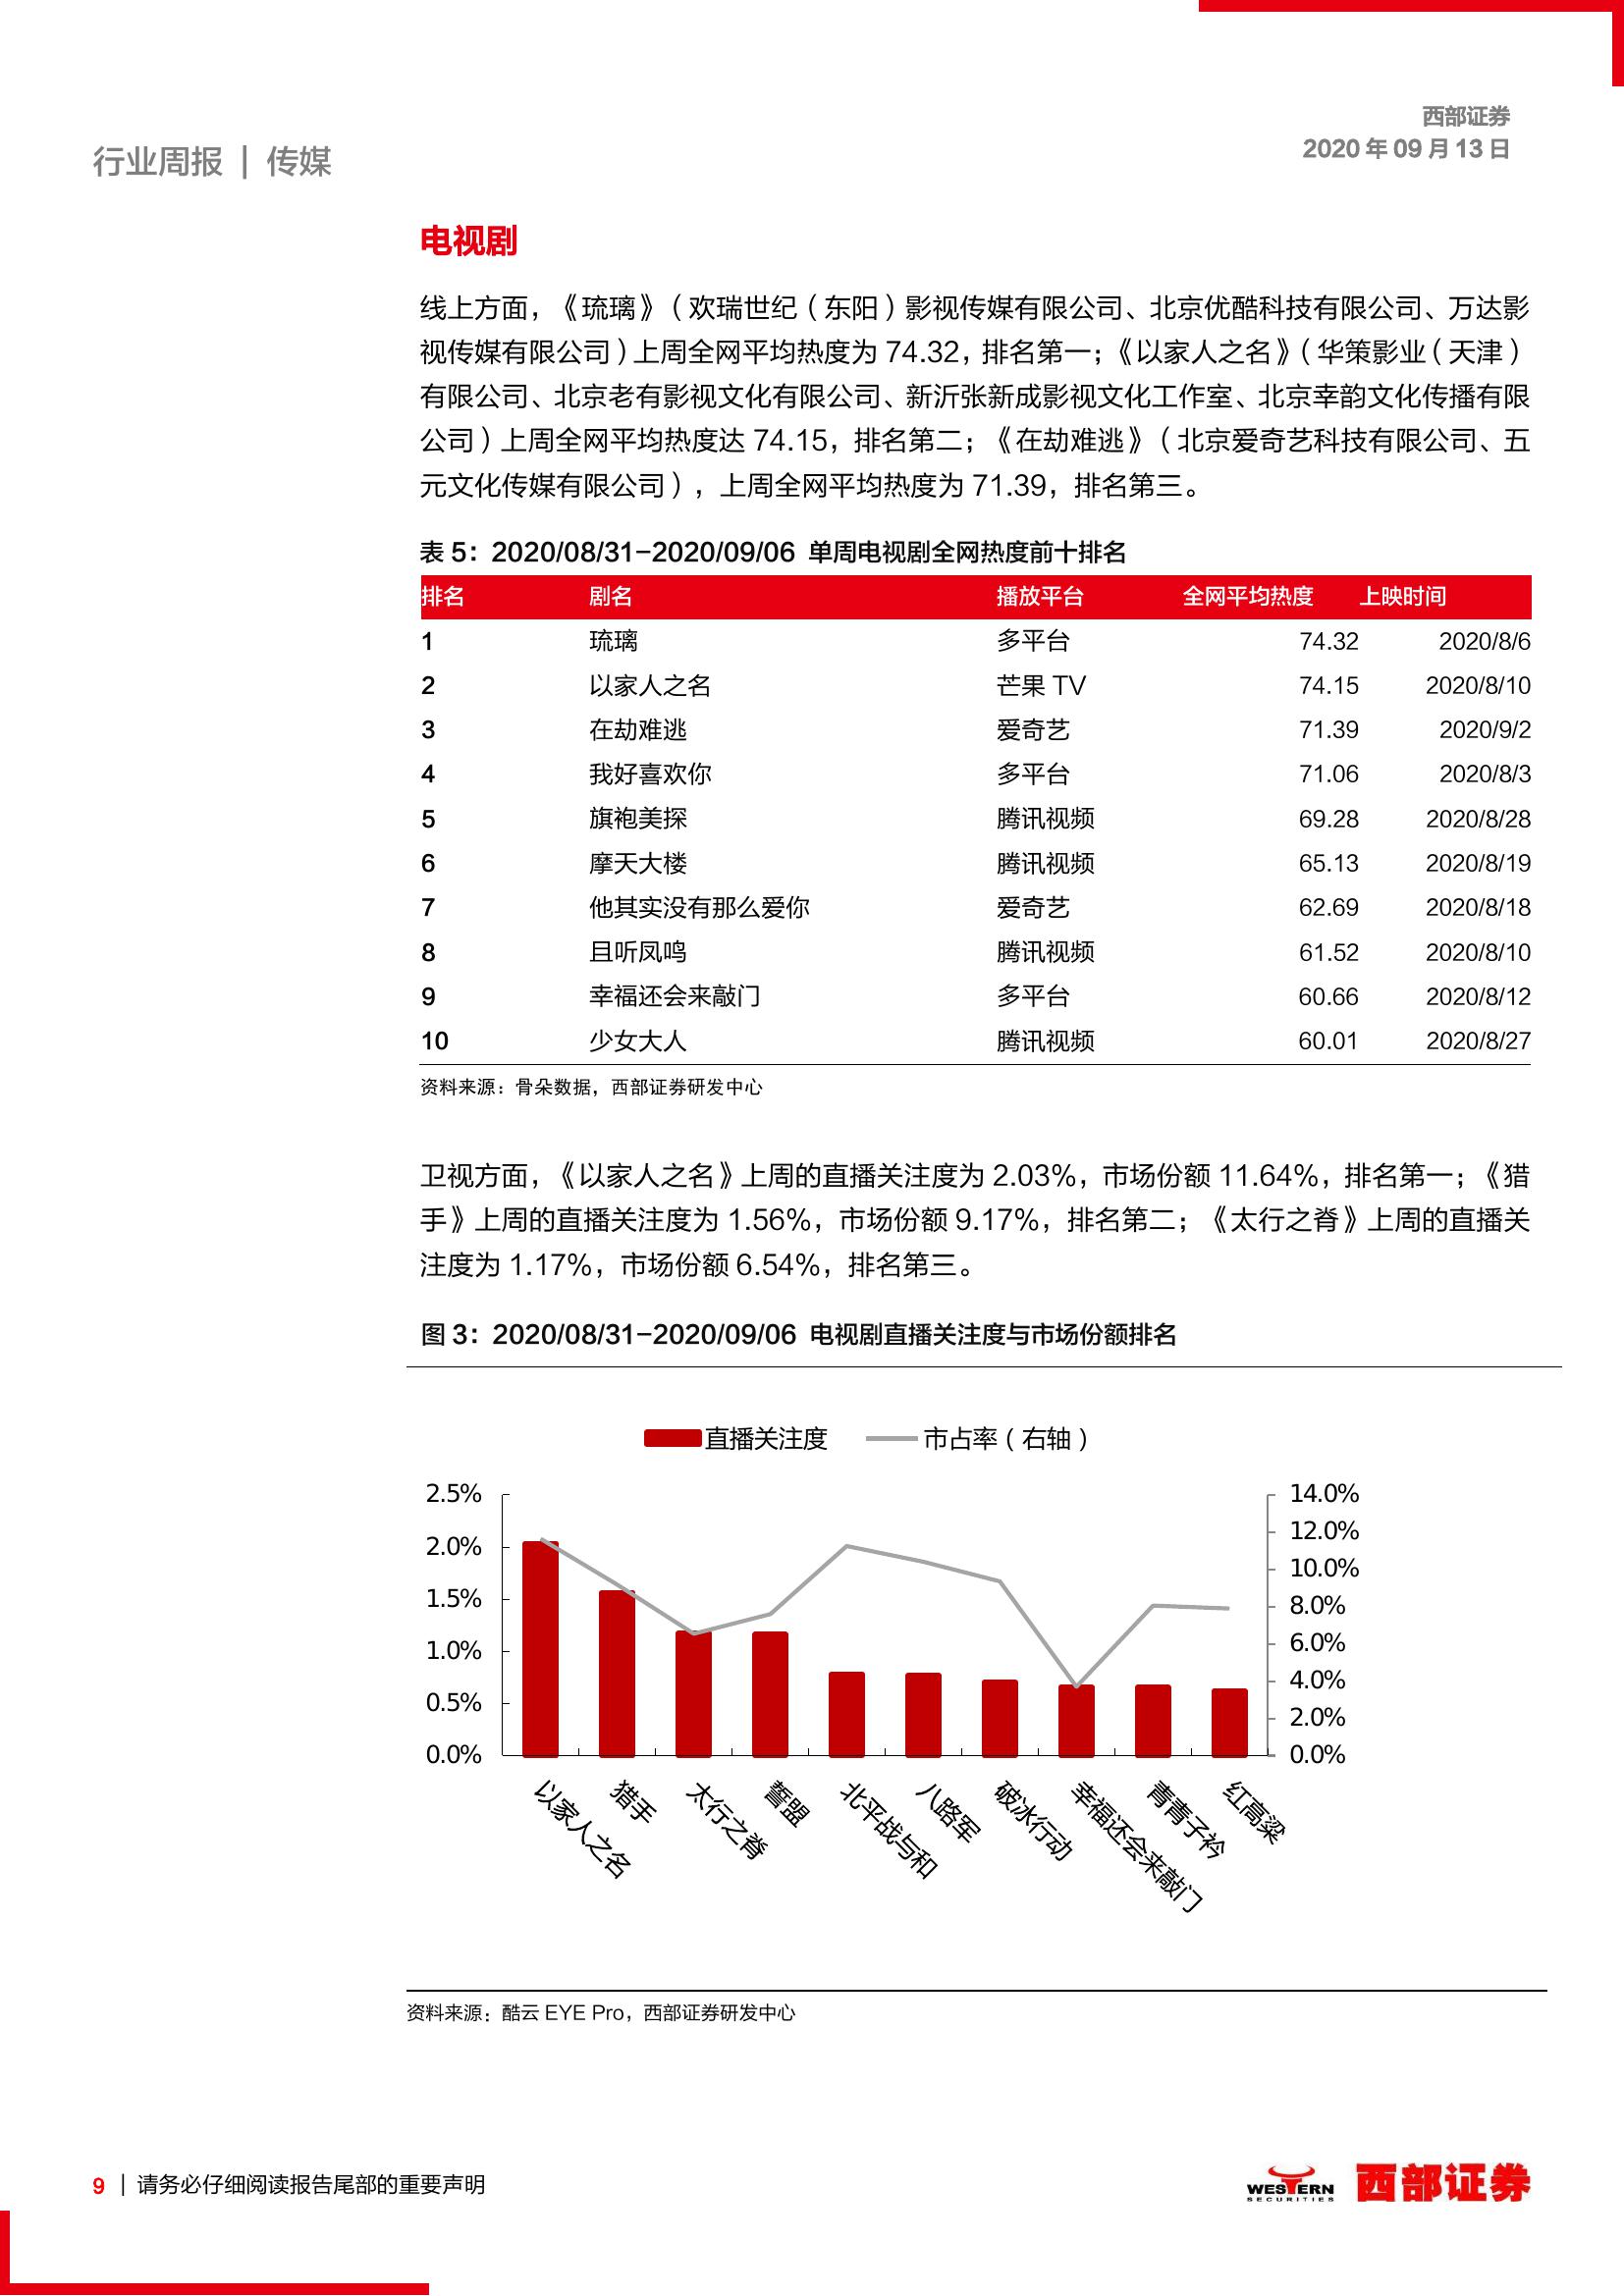 西部证券
2020 年 09 月 13 日
行业周报 | 传媒
电视剧
线上方面，《琉璃》（欢瑞世纪（东阳）影视传媒有限公司、北京优酷科技有限公司、万达影
视传媒有限公司）上周全网平均热度为 74.32，排名第一；《以家人之名》（华策影业（天津）
有限公司、北京老有影视文化有限公司、新沂张新成影视文化工作室、北京幸韵文化传播有限
公司）上周全网平均热度达 74.15，排名第二；《在劫难逃》（北京爱奇艺科技有限公司、五
元文化传媒有限公司），上周全网平均热度为 71.39，排名第三。
表 5：2020/08/31-2020/09/06 单周电视剧全网热度前十排名
排名 剧名 播放平台 全网平均热度 上映时间
1 琉璃 多平台 74.32 2020/8/6
2 以家人之名 芒果 TV 74.15 2020/8/10
3 在劫难逃 爱奇艺 71.39 2020/9/2
4 我好喜欢你 多平台 71.06 2020/8/3
5 旗袍美探 腾讯视频 69.28 2020/8/28
6 摩天大楼 腾讯视频 65.13 2020/8/19
7 他其实没有那么爱你 爱奇艺 62.69 2020/8/18
8 且听凤鸣 腾讯视频 61.52 2020/8/10
9 幸福还会来敲门 多平台 60.66 2020/8/12
10 少女大人 腾讯视频 60.01 2020/8/27
资料来源：骨朵数据，西部证券研发中心
卫视方面，《以家人之名》上周的直播关注度为 2.03%，市场份额 11.64%，排名第一；《猎
手》上周的直播关注度为 1.56%，市场份额 9.17%，排名第二；《太行之脊》上周的直播关
注度为 1.17%，市场份额 6.54%，排名第三。
图 3：2020/08/31-2020/09/06 电视剧直播关注度与市场份额排名
直播关注度 市占率（右轴）
2.5%
2.0%
1.5%
1.0%
0.5%
0.0%
14.0%
12.0%
10.0%
8.0%
6.0%
4.0%
2.0%
0.0%
以家人之名
猎手
太行之脊
誓盟
北平战与和
八路军
破冰行动
幸福还会来敲门
青青子衿
红高粱
资料来源：酷云 EYE Pro，西部证券研发中心
9 | 请务必仔细阅读报告尾部的重要声明
WESTERN
SECURITIES
西部证券